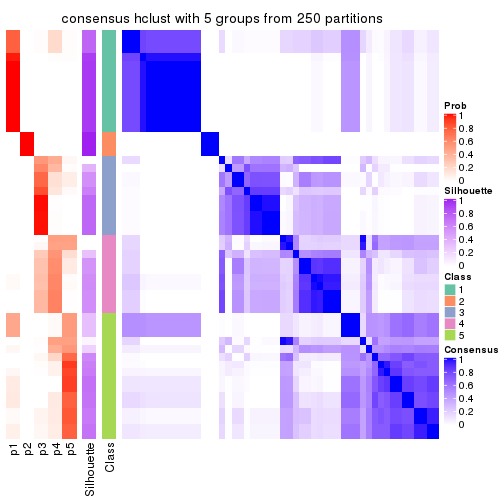 consensus hclust with 5 groups from 250 partitions
Prob
1
0.8
0.6
0.4
0.2
0
Silhouette
1
0.8
0.6
0.4
0.2
0
Class
1
2
3
4
5
Consensus
1
0.8
0.6
0.4
0.2
0
p1
p2
p3
p4
p5
Silhouette
Class